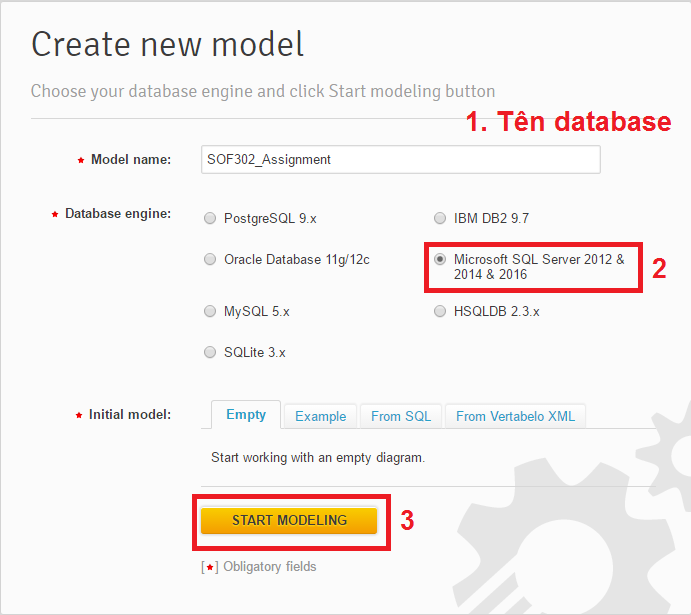 Create new model
Choose your database engine and click Start modeling button
1. Tên database
* Model name: SOF302_Assignment
* Database engine:
PostgreSQL 9.x
IBM DB2 9.7
Oracle Database 11g/12c
Microsoft SQL Server 2012 &
2014 & 2016
2
MySQL 5.x
HSQLDB 2.3.x
SQLite 3.x
* Initial model: Empty Example From SQL From Vertabelo XML
Start working with an empty diagram.
START MODELING
3
[*] Obligatory fields